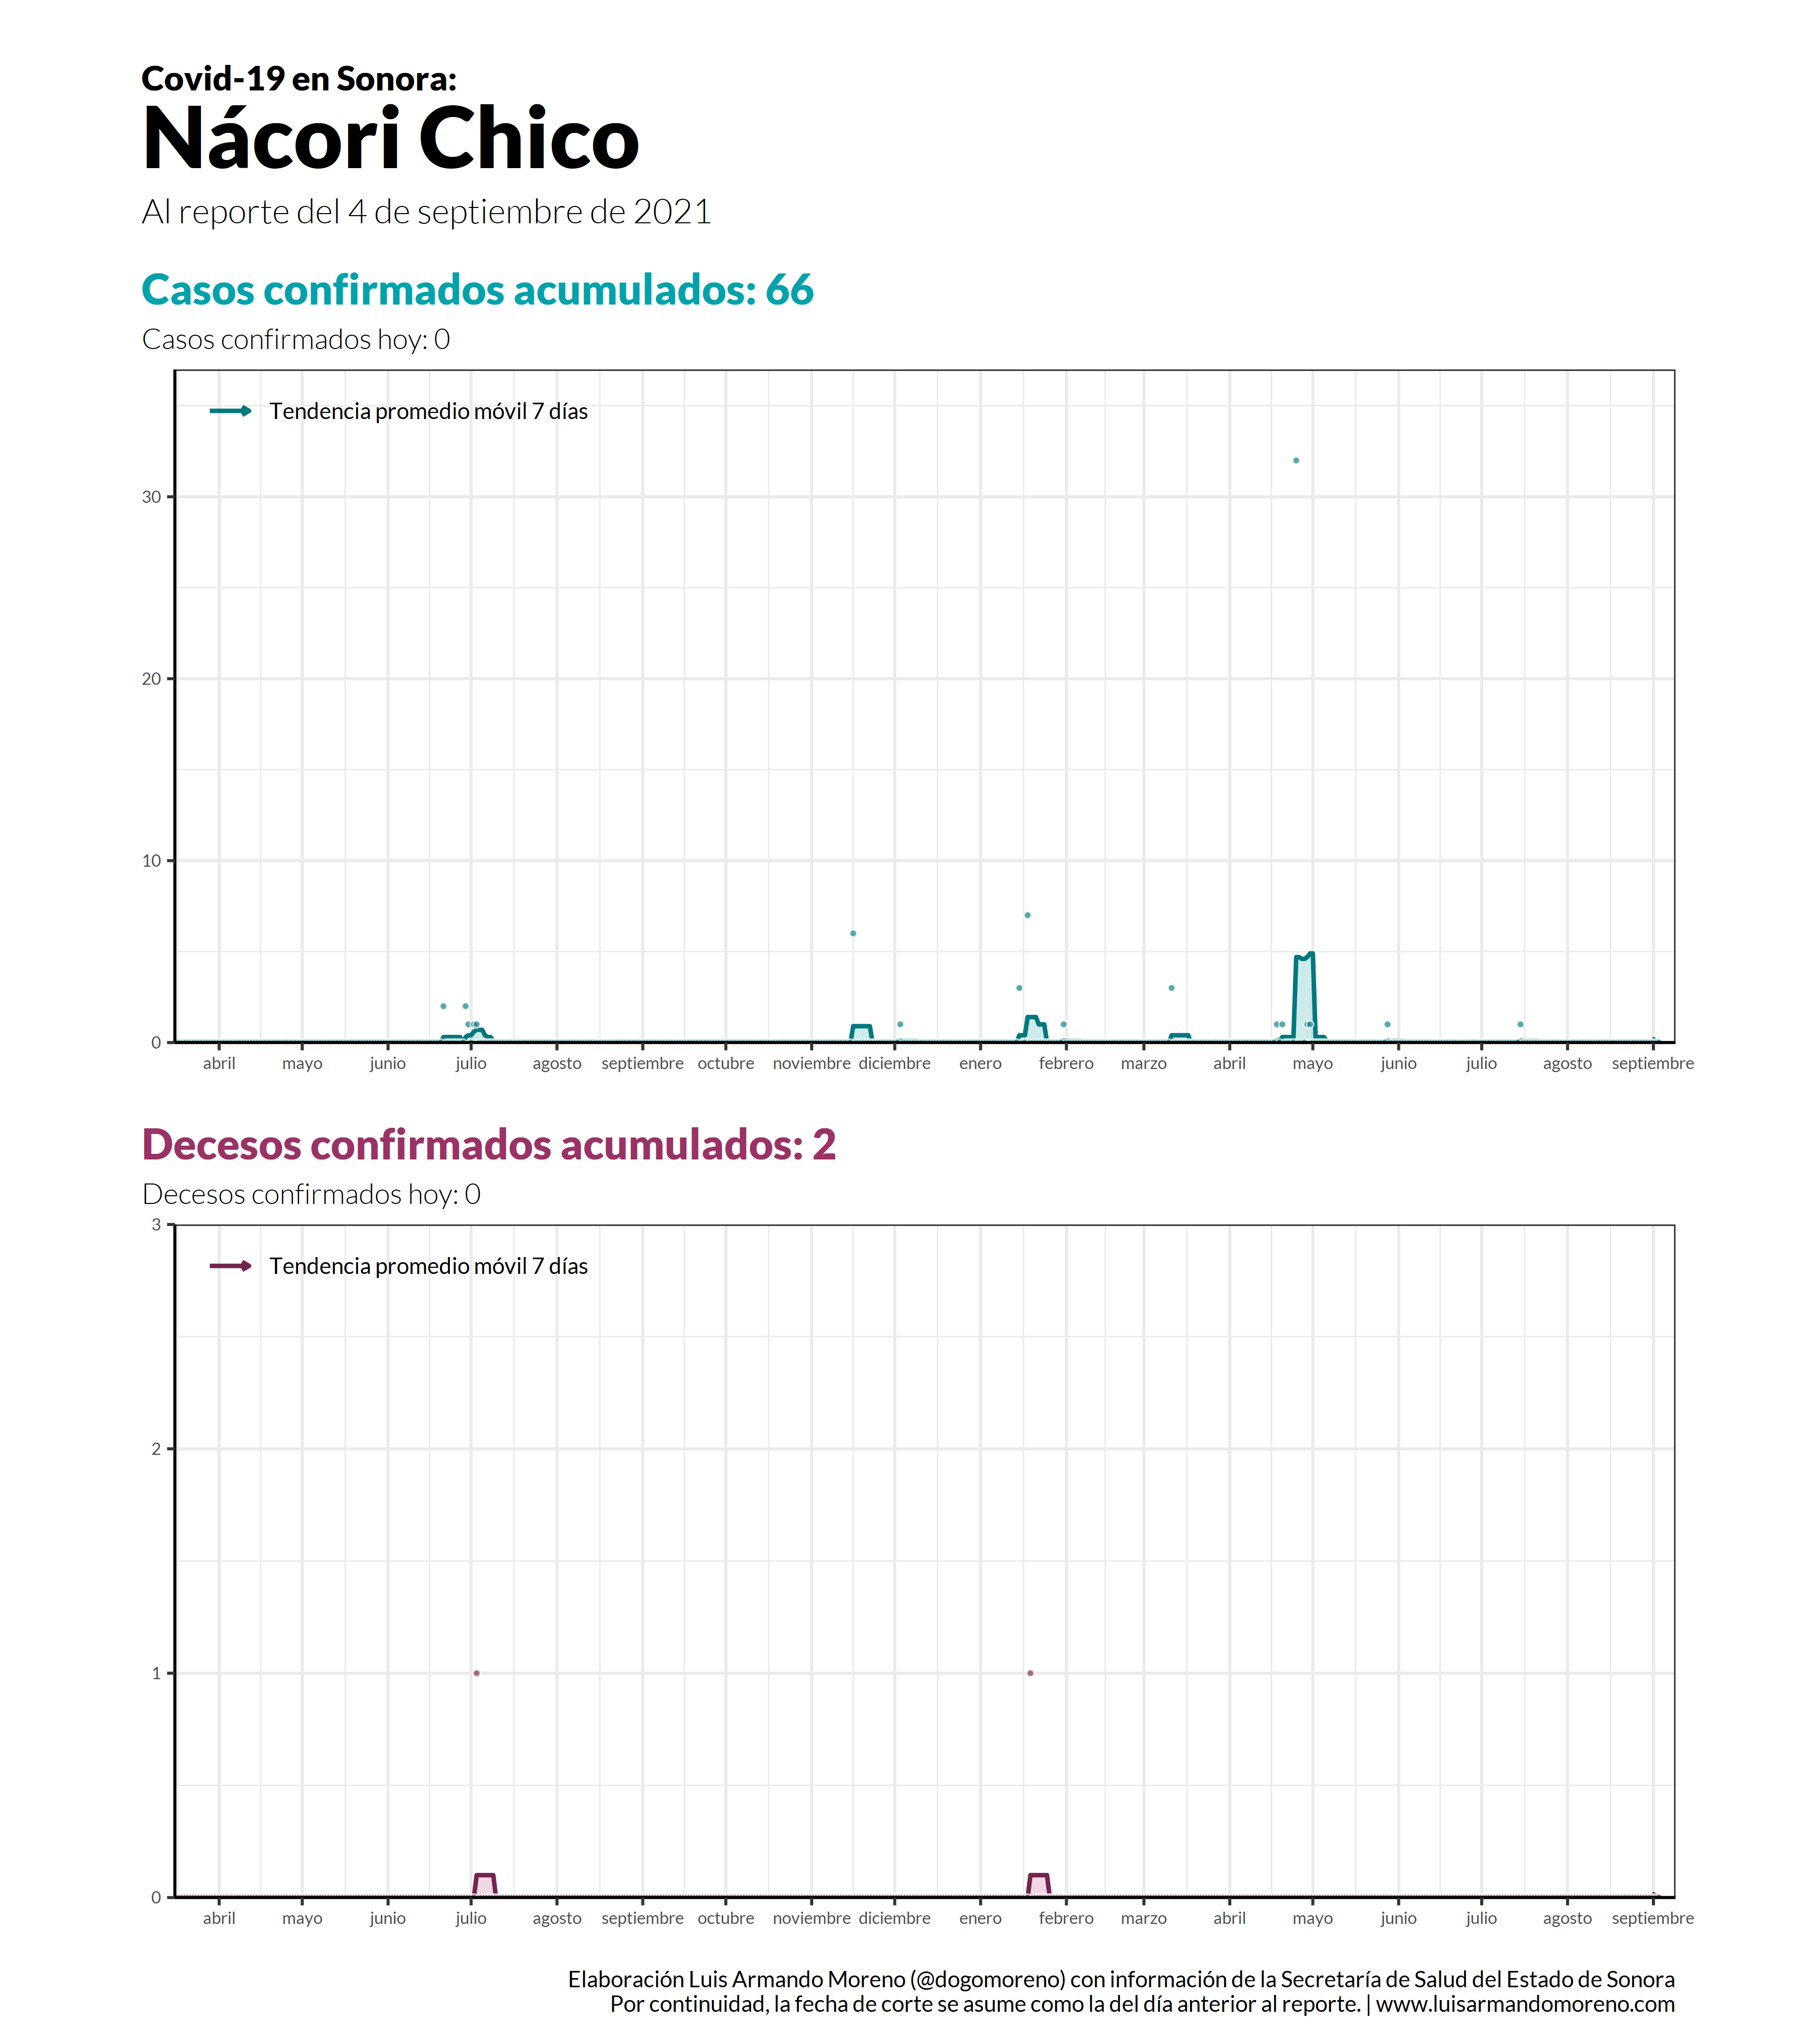 Covid-19 en Sonora:
Nácori Chico
Al reporte del 4 de septiembre de 2021
Casos confirmados acumulados: 66
Casos confirmados hoy: 0
Tendencia promedio móvil 7 días
30
20
10
0
abril mayo junio julio agosto septiembre octubre noviembre diciembre enero febrero marzo abril mayo junio julio agosto septiembre
Decesos confirmados acumulados: 2
Decesos confirmados hoy: 0
3
Tendencia promedio móvil 7 días
2
1
0
abril mayo junio julio agosto septiembre octubre noviembre diciembre enero febrero marzo abril mayo junio julio agosto septiembre
Elaboración Luis Armando Moreno (@dogomoreno) con información de la Secretaría de Salud del Estado de Sonora
Por continuidad, la fecha de corte se asume como la del día anterior al reporte. | www.luisarmandomoreno.com